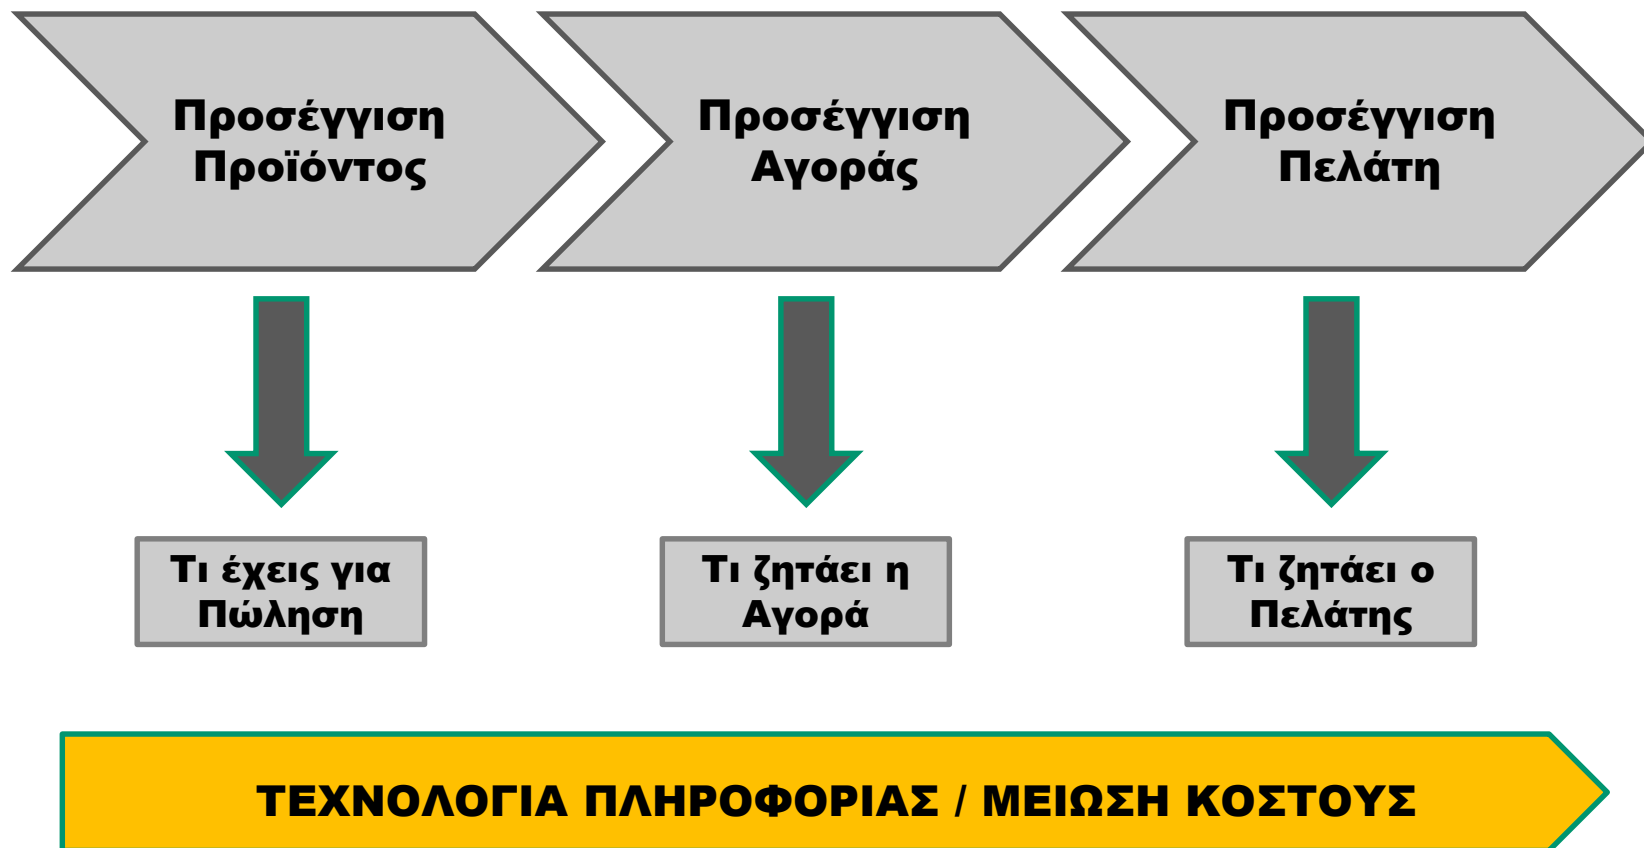 Προσέγγιση
Προϊόντος
Προσέγγιση
Αγοράς
Προσέγγιση
Πελάτη
Τι έχεις για
Πώληση
Τι ζητάει η
Αγορά
Τι ζητάει ο
Πελάτης
ΤΕΧΝΟΛΟΓΙΑ ΠΛΗΡΟΦΟΡΙΑΣ / ΜΕΙΩΣΗ ΚΟΣΤΟΥΣ